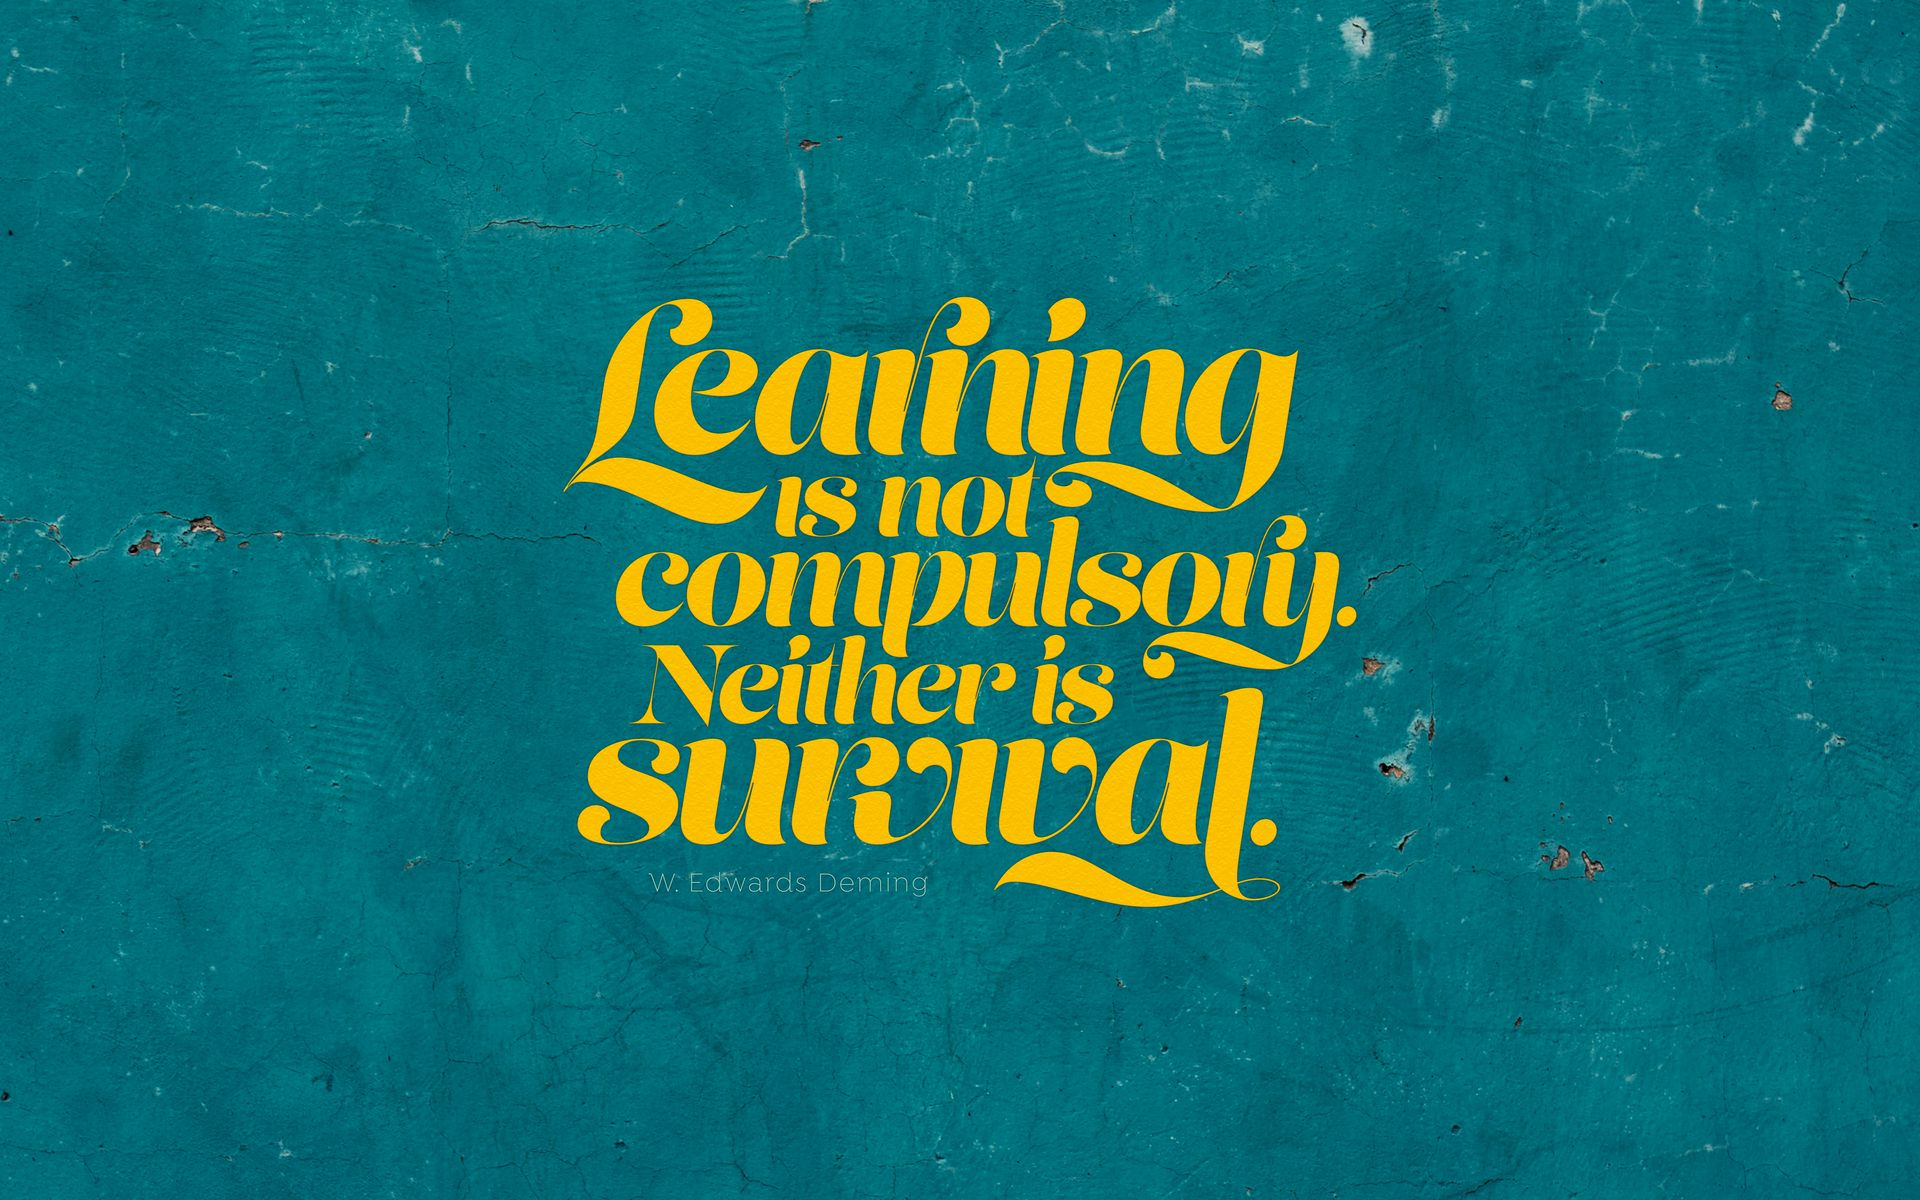 Learning
is not
compulsory.
Neither is
survival.
W. Edwards Deming